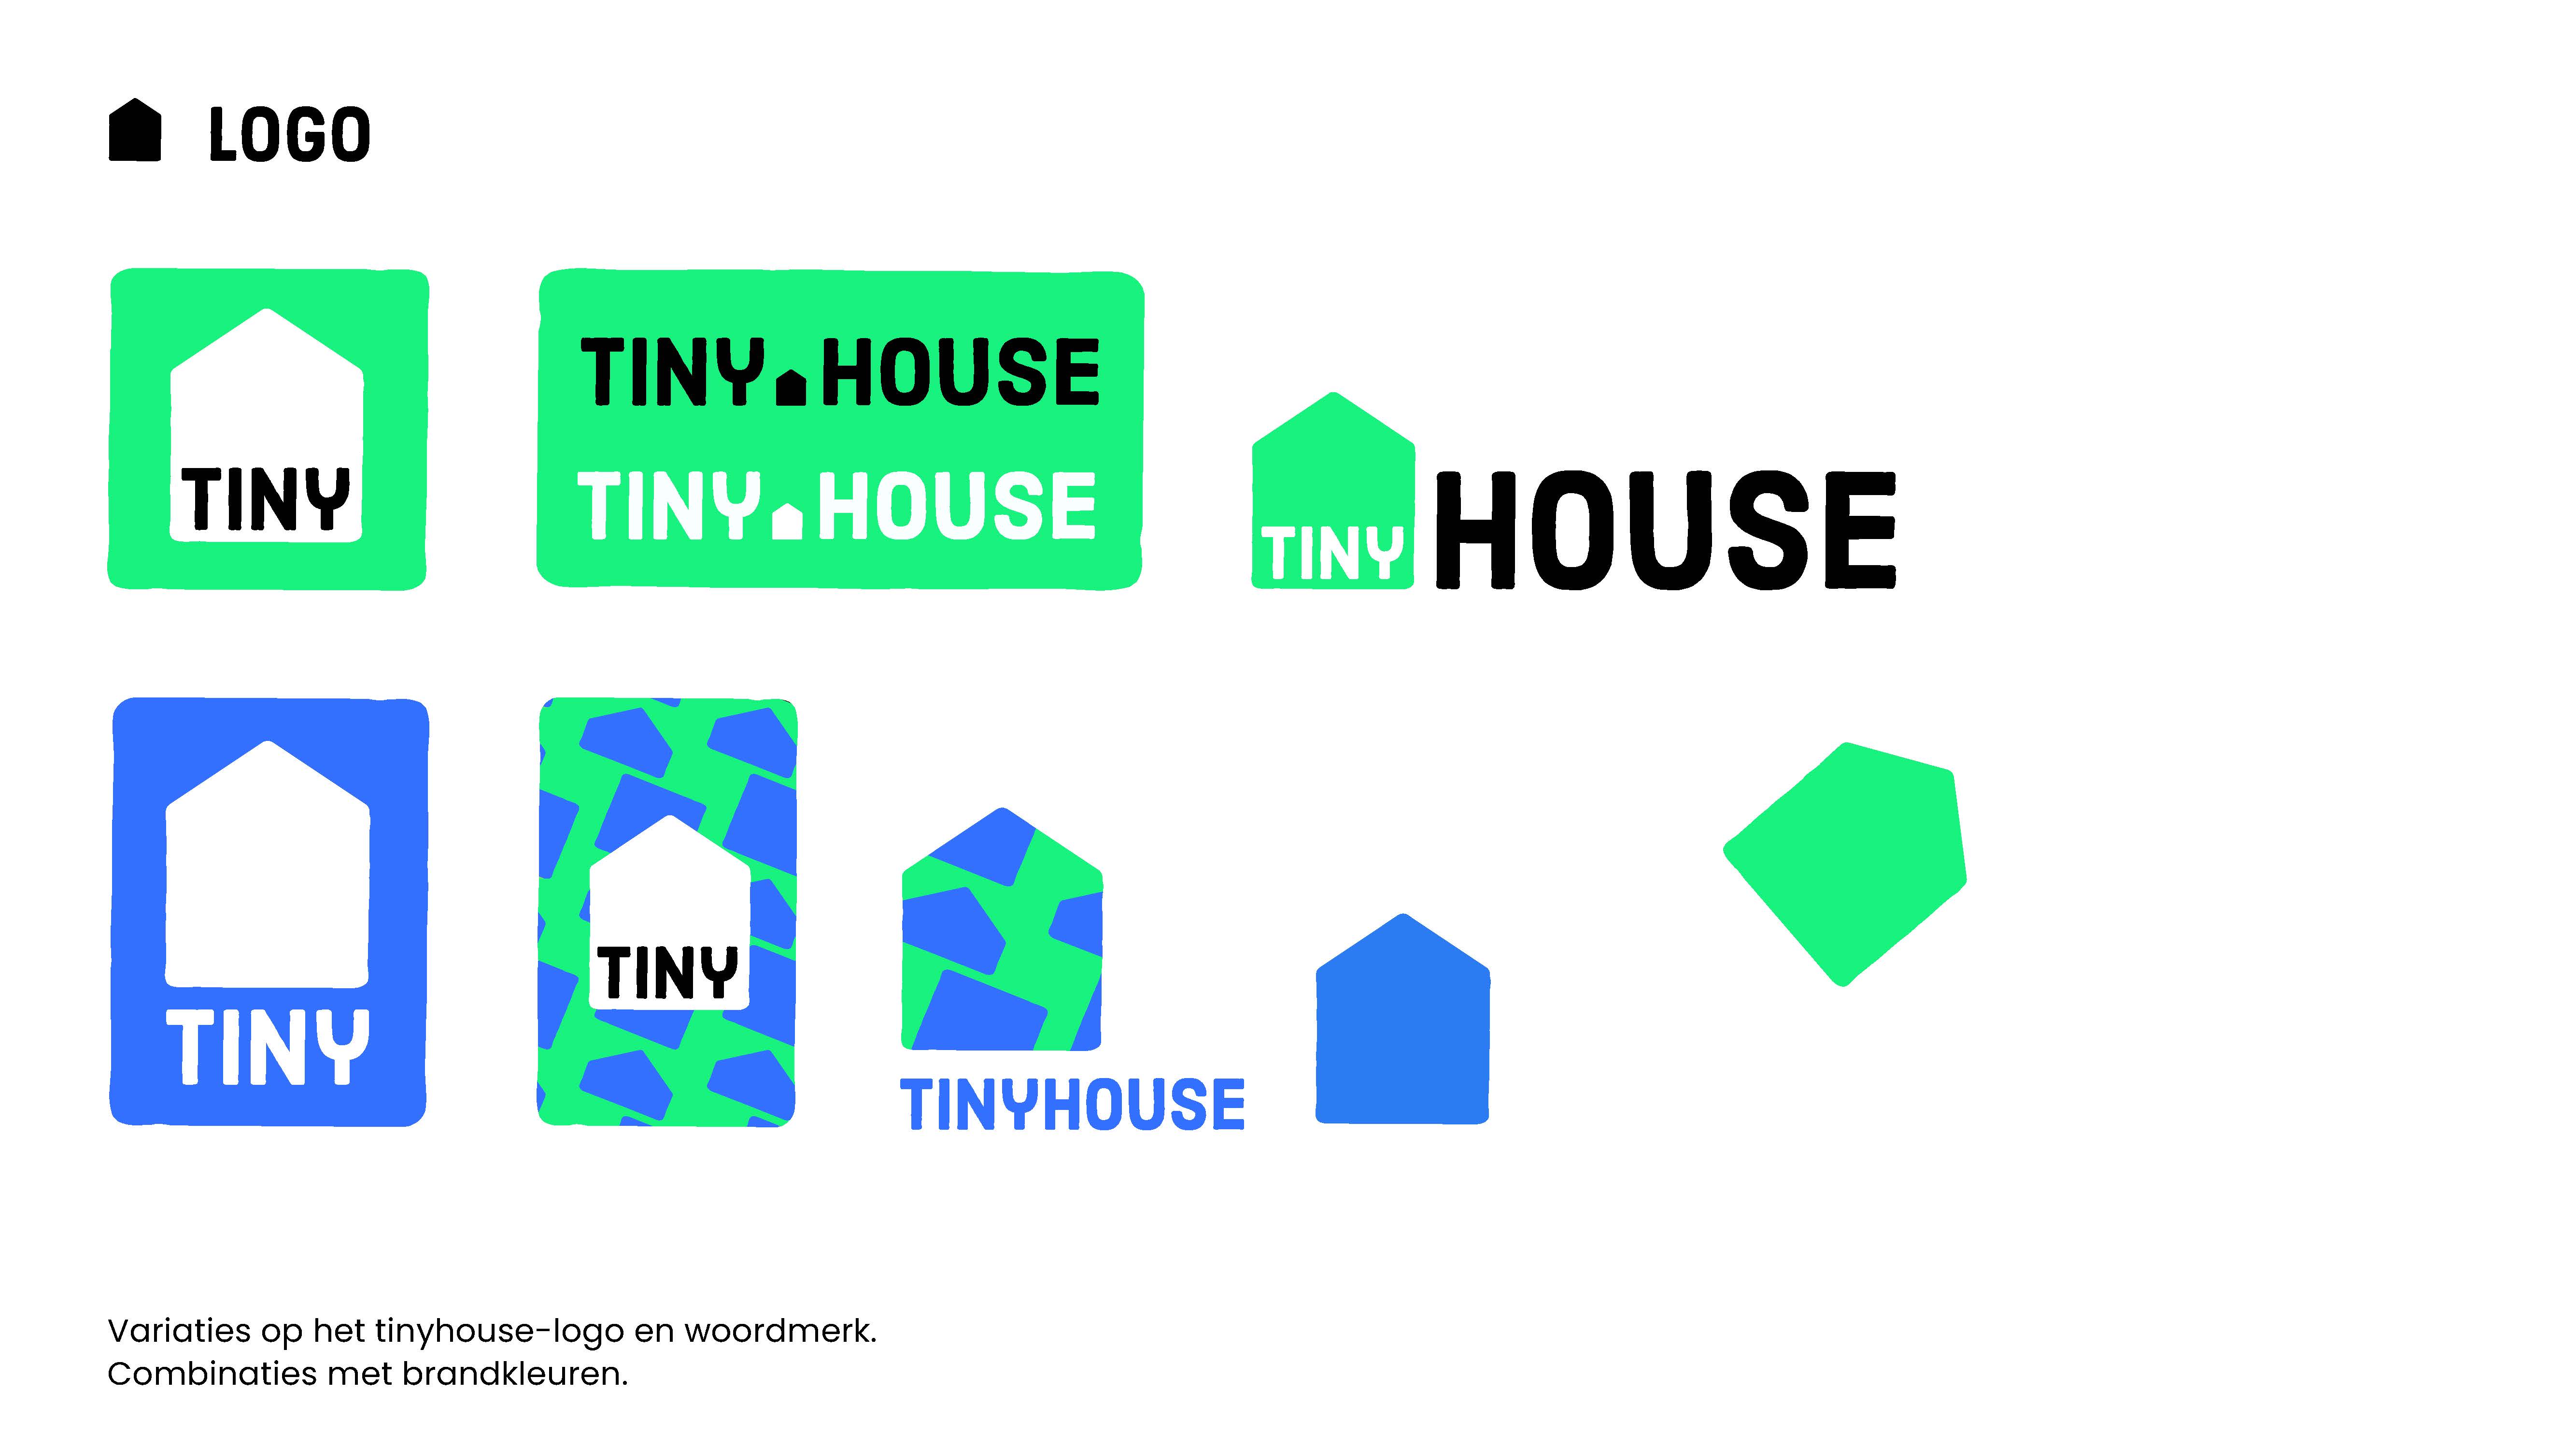 LOGO
TINY
TINY HOUSE
TINY HOUSE
TINY HOUSE
TINY
TINY
TINYHOUSE
Variaties op het tinyhouse-logo en woordmerk.
Combinaties met brandkleuren.